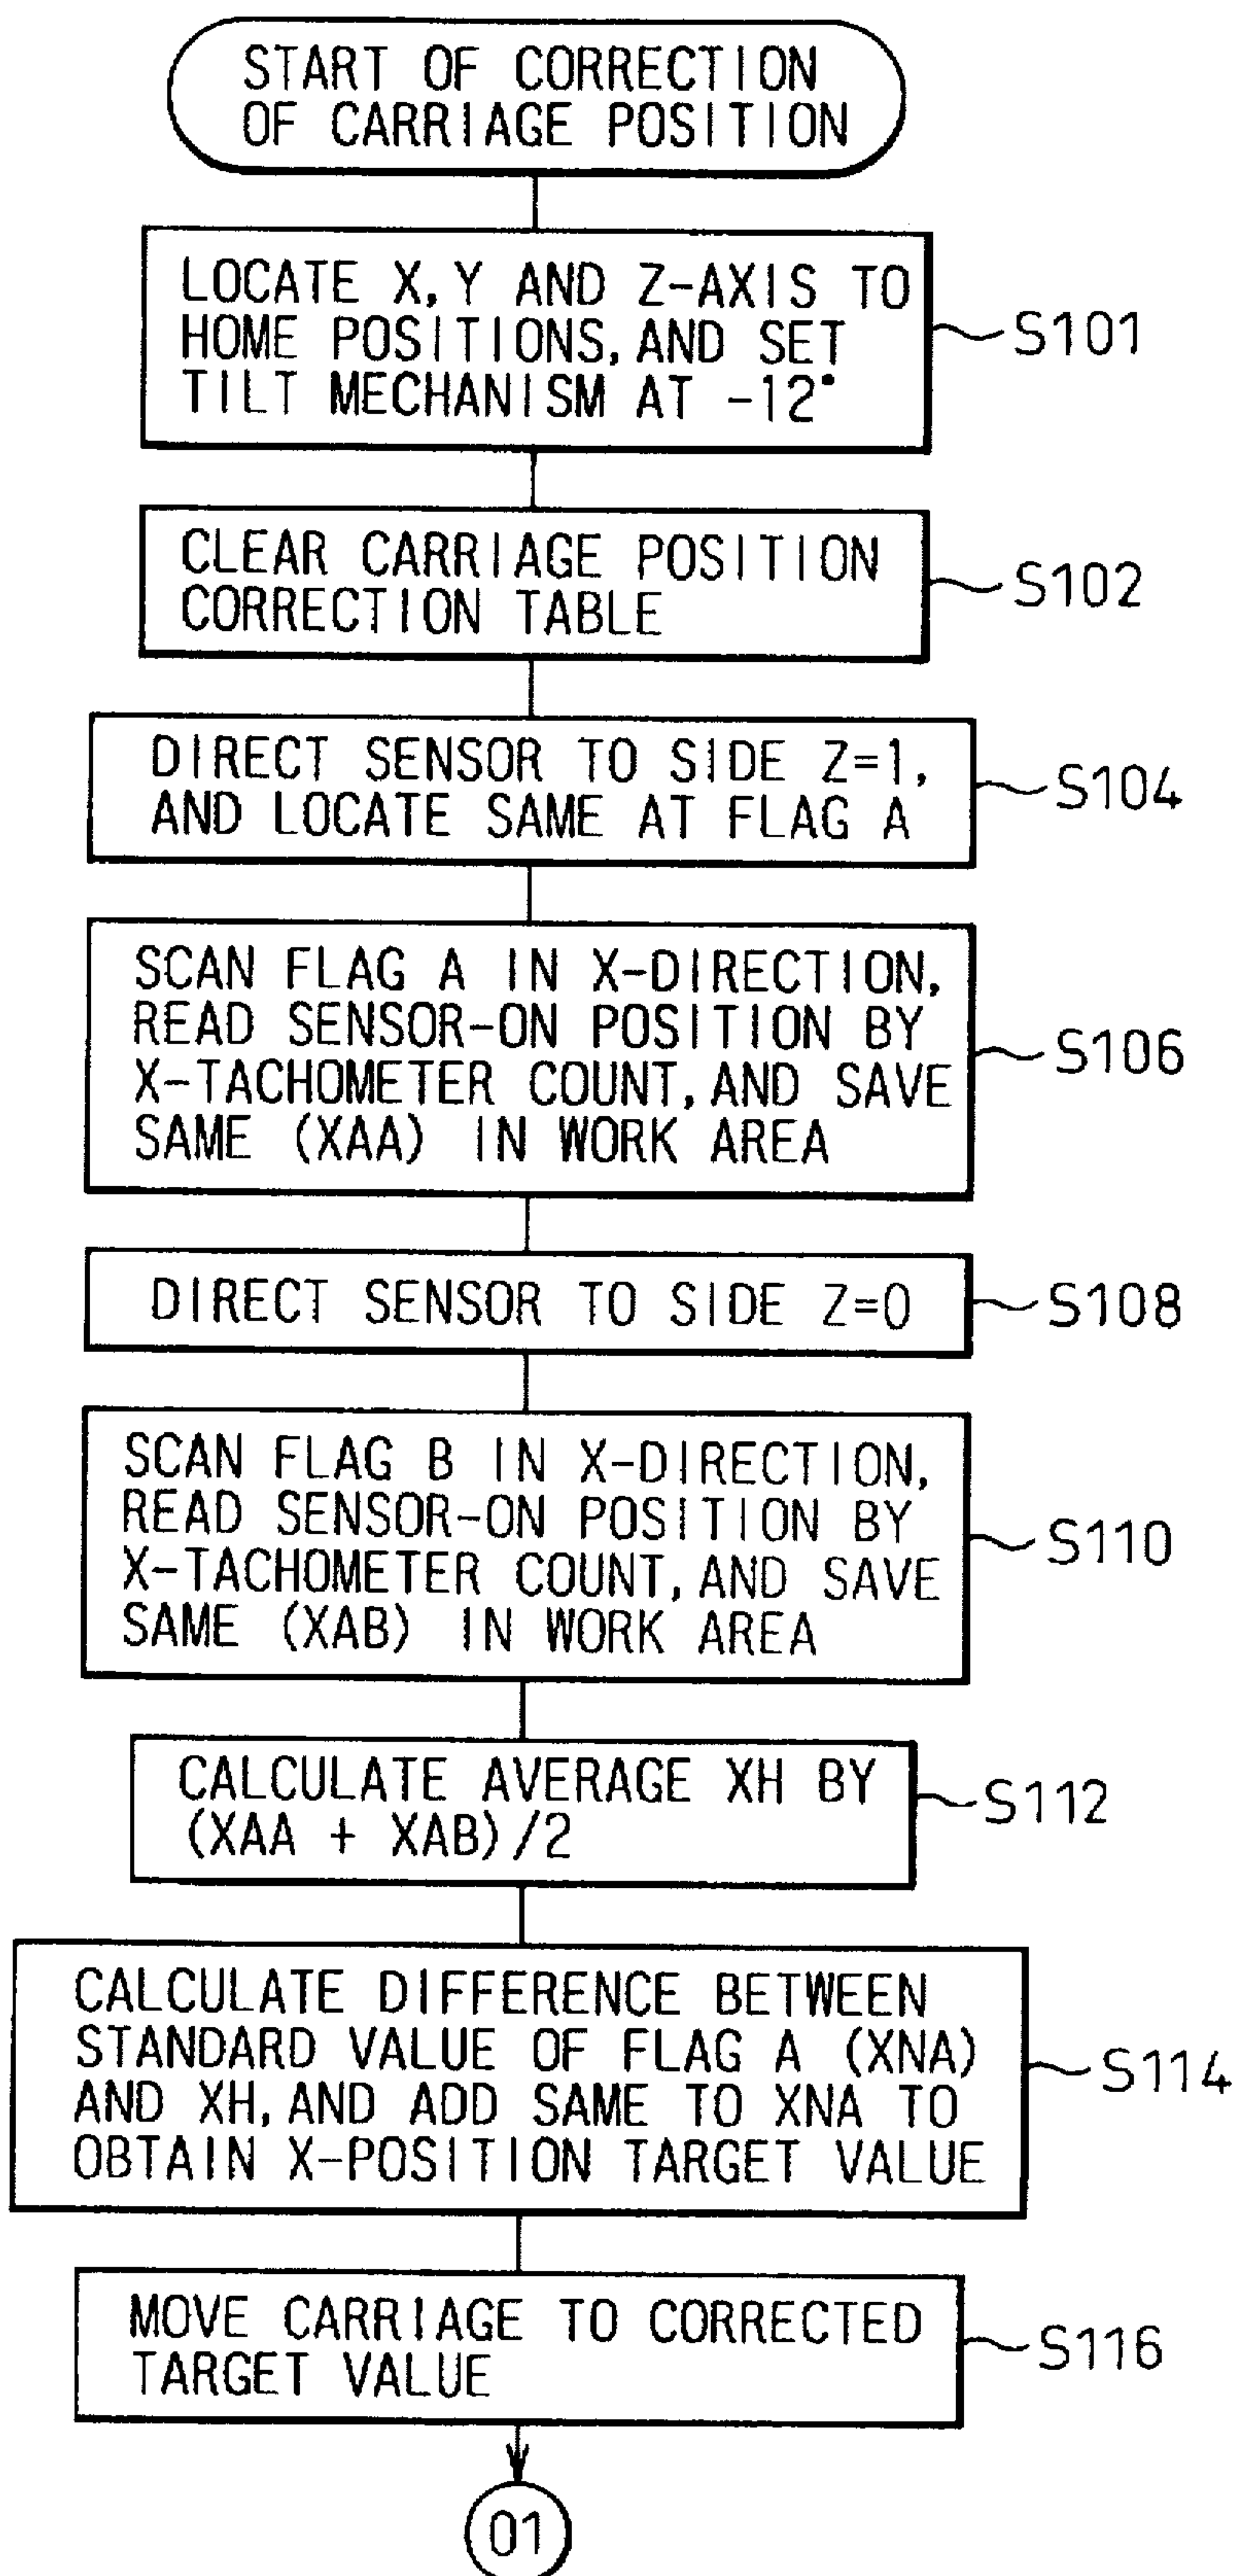 START OF CORRECTION
OF CARRIAGE POSITION
LOCATE X, Y AND Z-AXIS TO
HOME POSITIONS, AND SET
TILT MECHANISM AT -12°
S101
CLEAR CARRIAGE POSITION
CORRECTION TABLE
S102
DIRECT SENSOR TO SIDE Z=1,
AND LOCATE SAME AT FLAG A
S104
SCAN FLAG A IN X-DIRECTION,
READ SENSOR-ON POSITION BY
X-TACHOMETER COUNT, AND SAVE
SAME (XAA) IN WORK AREA
S106
DIRECT SENSOR TO SIDE Z=0
S108
SCAN FLAG B IN X-DIRECTION,
READ SENSOR-ON POSITION BY
X-TACHOMETER COUNT, AND SAVE
SAME (XAB) IN WORK AREA
S110
CALCULATE AVERAGE XH BY
(XAA + XAB)/2
S112
CALCULATE DIFFERENCE BETWEEN
STANDARD VALUE OF FLAG A (XNA)
AND XH, AND ADD SAME TO XNA TO
OBTAIN X-POSITION TARGET VALUE
S114
MOVE CARRIAGE TO CORRECTED
TARGET VALUE
S116
01